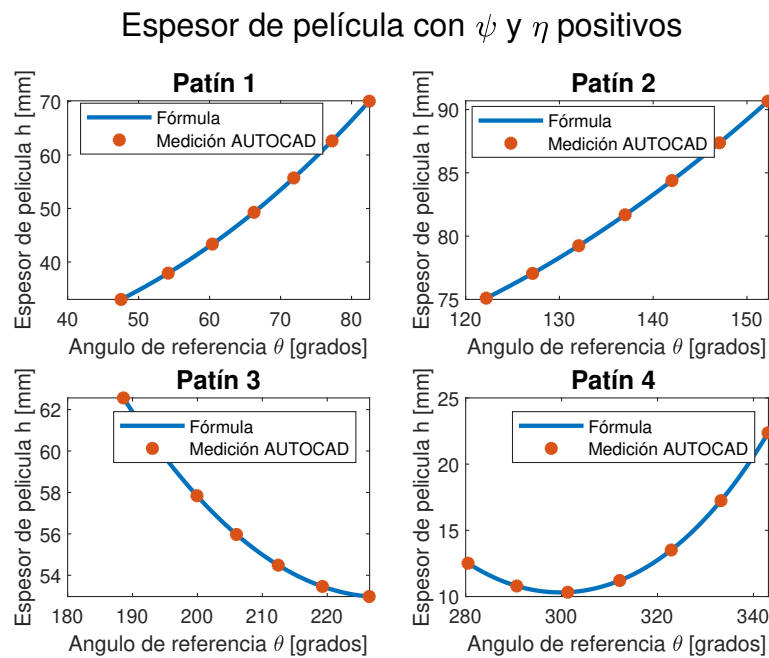 Espesor de película con ψ y η positivos
Patín 1
Espesor de pelicula h [mm]
70
60
50
40
Fórmula
Medición AUTOCAD
40 50 60 70 80
Angulo de referencia θ [grados]
Patín 2
Espesor de pelicula h [mm]
90
85
80
75
Fórmula
Medición AUTOCAD
120 130 140 150
Angulo de referencia θ [grados]
Patín 3
Espesor de pelicula h [mm]
62
60
58
56
54
53
Fórmula
Medición AUTOCAD
180 190 200 210 220
Angulo de referencia θ [grados]
Patín 4
Espesor de pelicula h [mm]
25
20
15
10
Fórmula
Medición AUTOCAD
280 300 320 340
Angulo de referencia θ [grados]